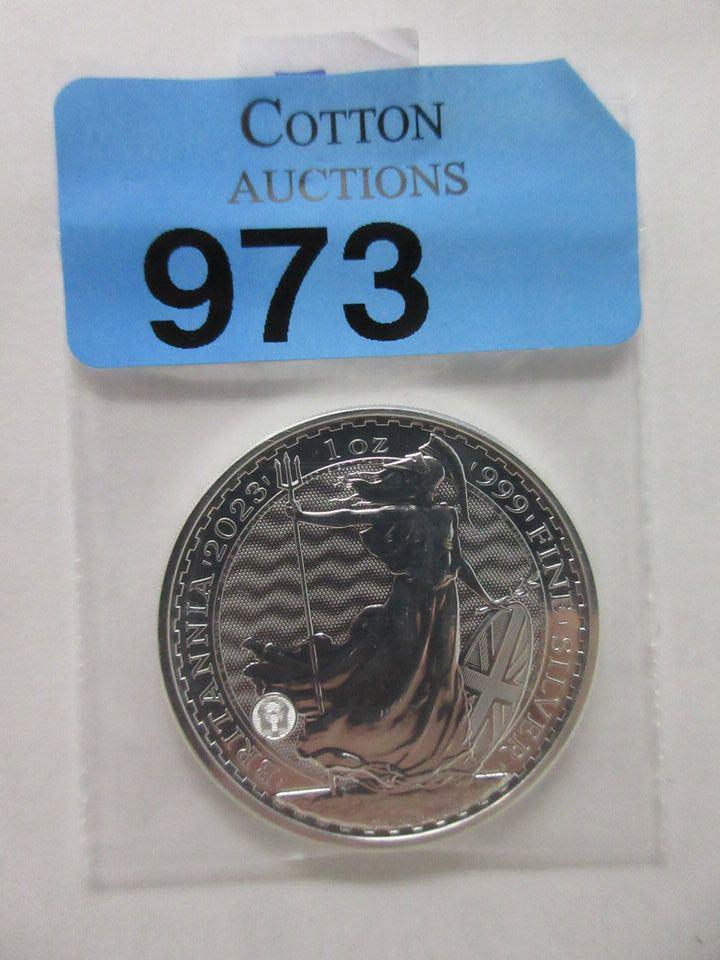 COTTON
AUCTIONS
973
BRITANNIA 2023 1 OZ 999 FINE SILVER